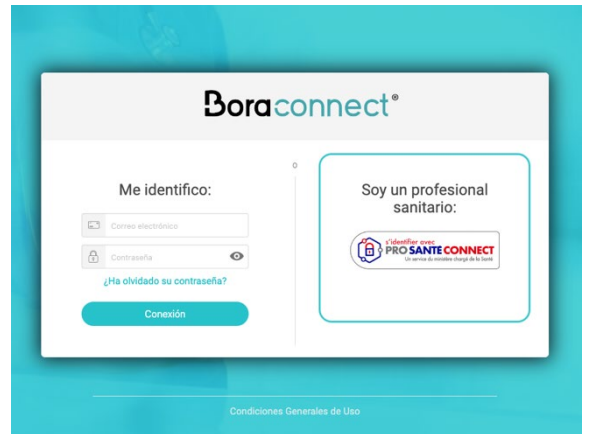 Boraconnect®
Me identifico:
Correo electrónico
Contraseña
¿Ha olvidado su contraseña?
Conexión
o
Soy un profesional
sanitario:
s'identifier avec
PRO SANTE CONNECT
Un service du ministère chargé de la Santé
Condiciones Generales de Uso